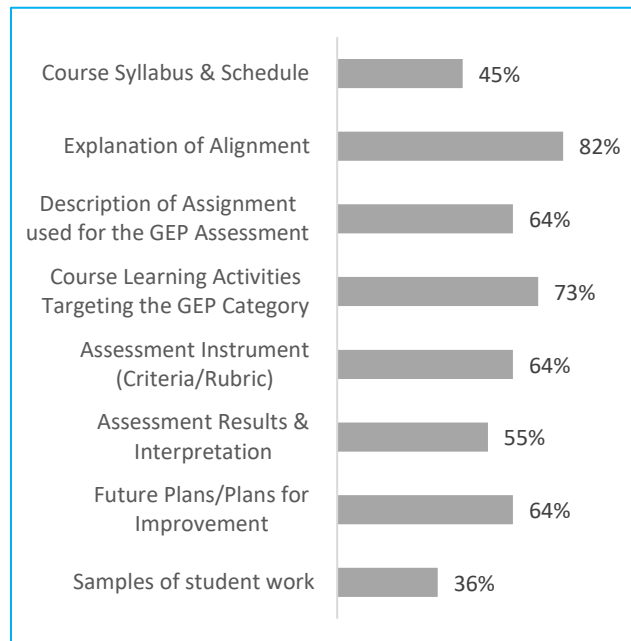 Course Syllabus & Schedule 45%
Explanation of Alignment 82%
Description of Assignment
used for the GEP Assessment 64%
Course Learning Activities
Targeting the GEP Category 73%
Assessment Instrument
(Criteria/Rubric) 64%
Assessment Results &
Interpretation 55%
Future Plans/Plans for
Improvement 64%
Samples of student work 36%